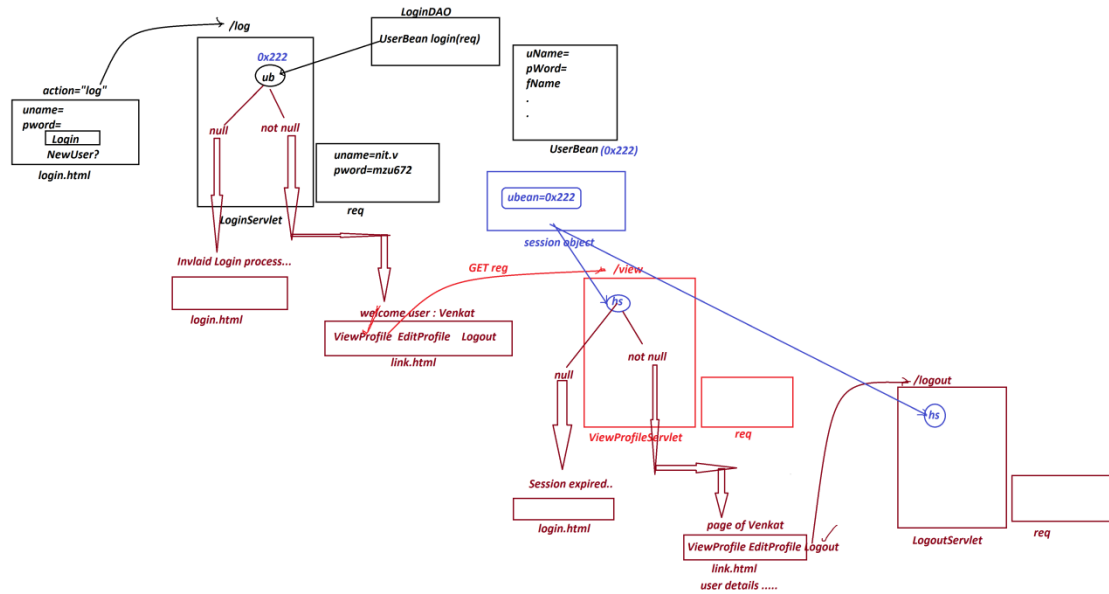 LoginDAO
/log
UserBean login(req)
0x222
ub
uName=
pWord=
fName
.
.
.
UserBean (0x222)
action="log"
uname=
pword=
Login
NewUser?
login.html
null
not null
uname=nit.v
pword=mzu672
req
LoginServlet
ubean=0x222
session object
Invlaid Login process...
login.html
GET req
/view
hs
welcome user : Venkat
ViewProfile EditProfile Logout
link.html
null
not null
ViewProfileServlet
req
/logout
hs
LogoutServlet
req
Session expired..
login.html
page of Venkat
ViewProfile EditProfile Logout
link.html
user details .....